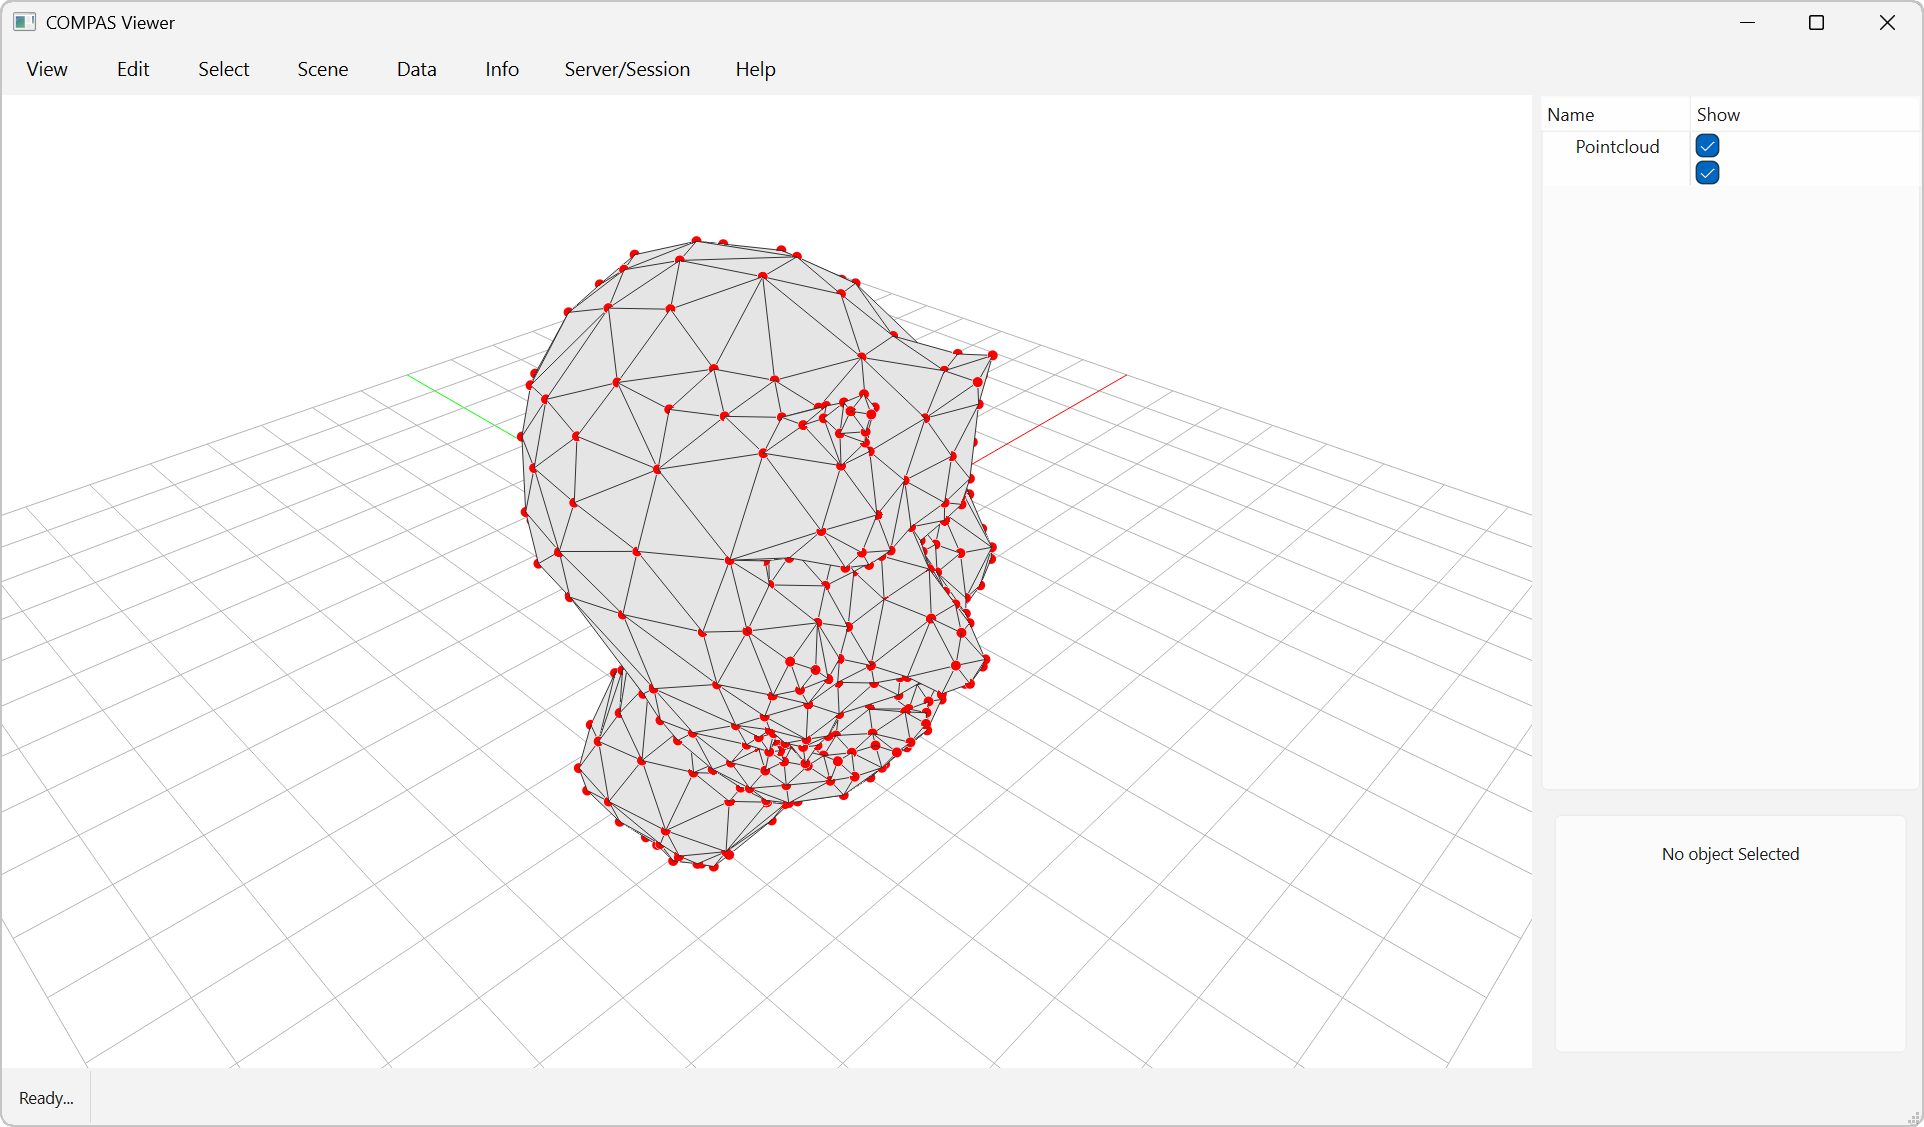 COMPAS Viewer
View Edit Select Scene Data Info Server/Session Help
Name Show
Pointcloud
No object Selected
Ready...